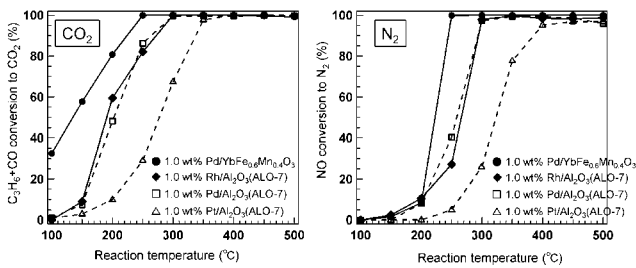 C₃H₆+CO conversion to CO₂ (%)
100
80
60
40
20
0
CO₂
1.0 wt% Pd/YbFe₀.₆Mn₀.₄O₃
1.0 wt% Rh/Al₂O₃(ALO-7)
1.0 wt% Pd/Al₂O₃(ALO-7)
1.0 wt% Pt/Al₂O₃(ALO-7)
100 200 300 400 500
Reaction temperature (℃)
NO conversion to N₂ (%)
100
80
60
40
20
0
N₂
1.0 wt% Pd/YbFe₀.₆Mn₀.₄O₃
1.0 wt% Rh/Al₂O₃(ALO-7)
1.0 wt% Pd/Al₂O₃(ALO-7)
1.0 wt% Pt/Al₂O₃(ALO-7)
100 200 300 400 500
Reaction temperature (℃)